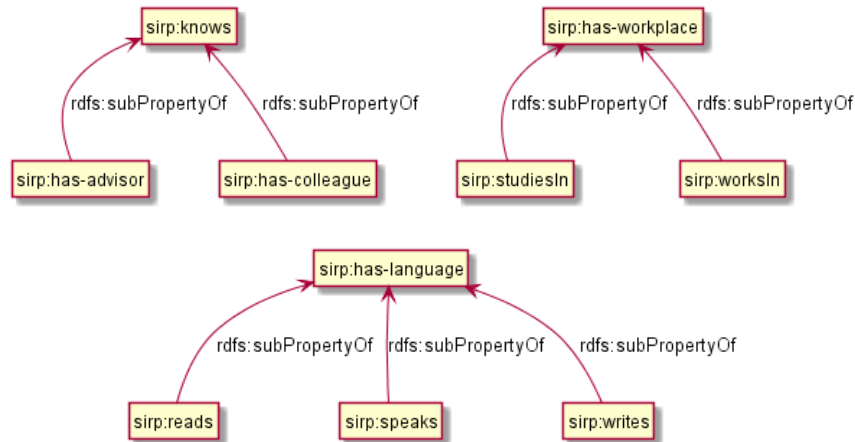 sirp:knows
sirp:has-workplace
rdfs:subPropertyOf
rdfs:subPropertyOf
rdfs:subPropertyOf
rdfs:subPropertyOf
sirp:has-advisor
sirp:has-colleague
sirp:studiesIn
sirp:worksIn
sirp:has-language
rdfs:subPropertyOf
rdfs:subPropertyOf
rdfs:subPropertyOf
sirp:reads
sirp:speaks
sirp:writes